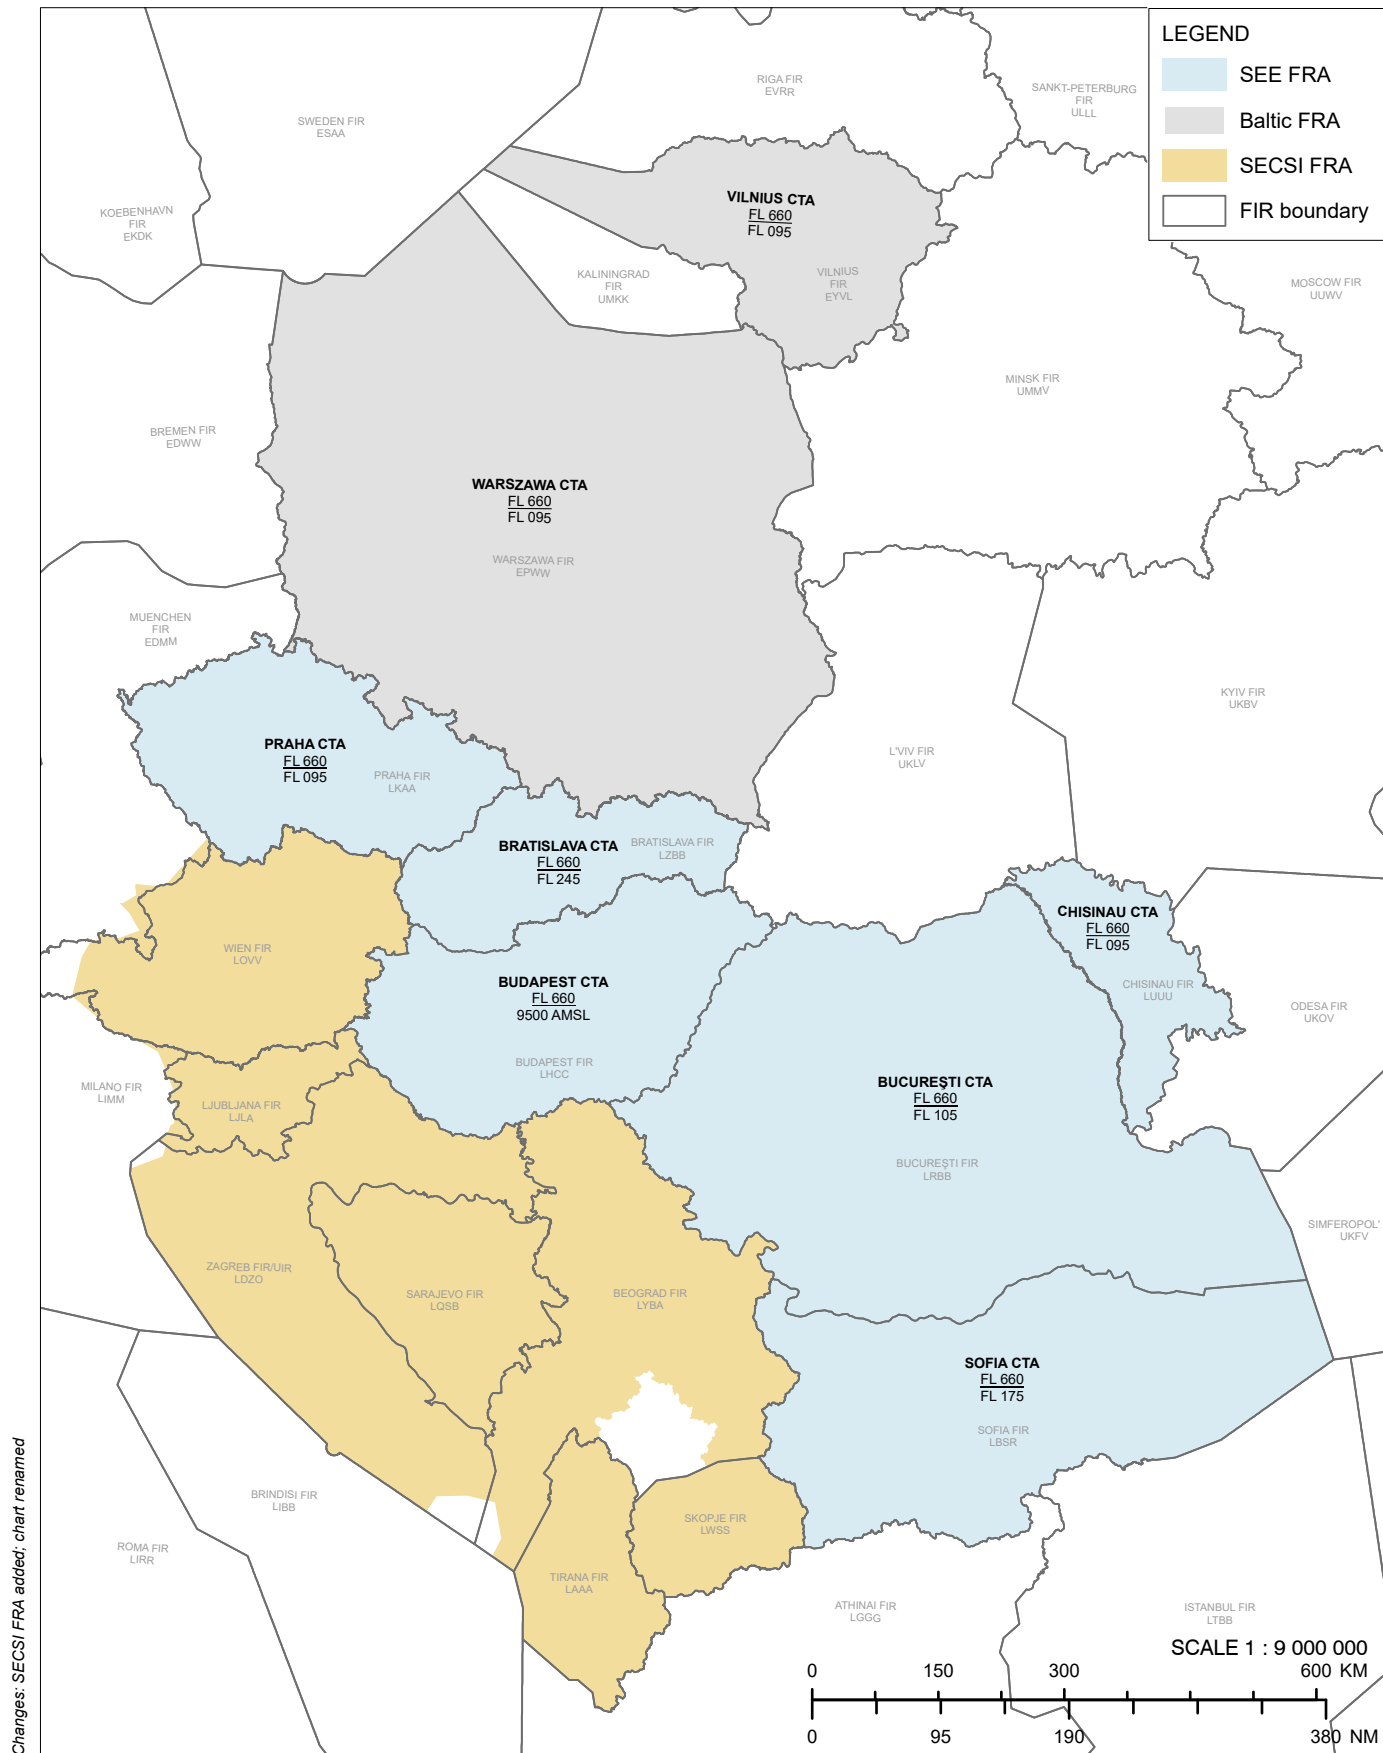 LEGEND
SEE FRA
Baltic FRA
SECSI FRA
FIR boundary
RIGA FIR
EVRR
SANKT-PETERBURG
FIR
ULLL
SWEDEN FIR
ESAA
KOEBENHAVN
FIR
EKDK
VILNIUS CTA
FL 660
FL 095
VILNIUS
FIR
EYVL
KALININGRAD
FIR
UMKK
MOSCOW FIR
UUWV
MINSK FIR
UMMV
BREMEN FIR
EDWW
WARSZAWA CTA
FL 660
FL 095
WARSZAWA FIR
EPWW
MUENCHEN
FIR
EDMM
KYIV FIR
UKBV
L'VIV FIR
UKLV
PRAHA CTA
FL 660
FL 095
PRAHA FIR
LKAA
BRATISLAVA CTA
FL 660
FL 245
BRATISLAVA FIR
LZBB
CHISINAU CTA
FL 660
FL 095
CHISINAU FIR
LUUU
WIEN FIR
LOVV
BUDAPEST CTA
FL 660
9500 AMSL
BUDAPEST FIR
LHCC
ODESA FIR
UKOV
MILANO FIR
LIMM
LJUBLJANA FIR
LJLA
BUCUREŞTI CTA
FL 660
FL 105
BUCUREŞTI FIR
LRBB
SIMFEROPOL'
UKFV
ZAGREB FIR/UIR
LDZO
SARAJEVO FIR
LQSB
BEOGRAD FIR
LYBA
SOFIA CTA
FL 660
FL 175
SOFIA FIR
LBSR
BRINDISI FIR
LIBB
ROMA FIR
LIRR
SKOPJE FIR
LWSS
TIRANA FIR
LAAA
ATHINAI FIR
LGGG
ISTANBUL FIR
LTBB
SCALE 1 : 9 000 000
0 150 300 600 KM
0 95 190 380 NM
Changes: SECSI FRA added; chart renamed